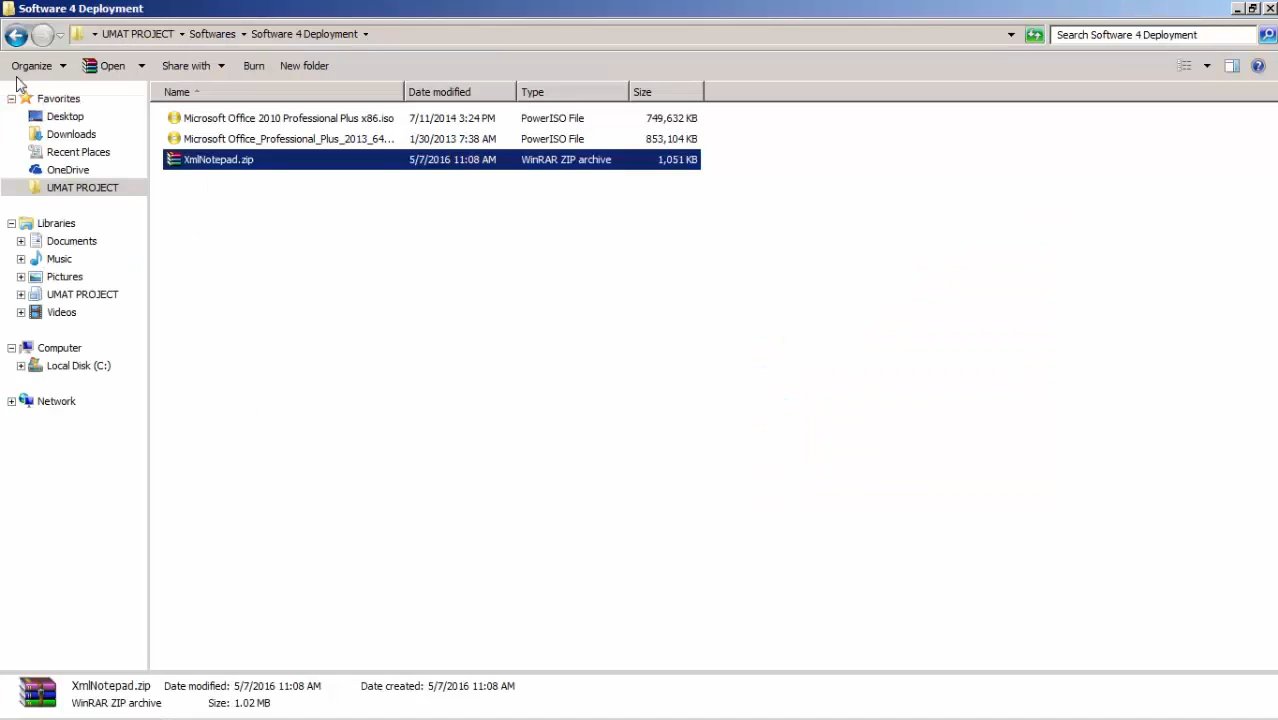 Software 4 Deployment
UMAT PROJECT Softwares Software 4 Deployment Search Software 4 Deployment
Organize Open Share with Burn New folder
Name Date modified Type Size
Microsoft Office 2010 Professional Plus x86.iso 7/11/2014 3:24 PM PowerISO File 749,632 KB
Microsoft Office_Professional_Plus_2013_64... 1/30/2013 7:38 AM PowerISO File 853,104 KB
XmlNotepad.zip 5/7/2016 11:08 AM WinRAR ZIP archive 1,051 KB
Favorites
Desktop
Downloads
Recent Places
OneDrive
UMAT PROJECT
Libraries
Documents
Music
Pictures
UMAT PROJECT
Videos
Computer
Local Disk (C:)
Network
XmlNotepad.zip Date modified: 5/7/2016 11:08 AM Date created: 5/7/2016 11:08 AM
WinRAR ZIP archive Size: 1.02 MB